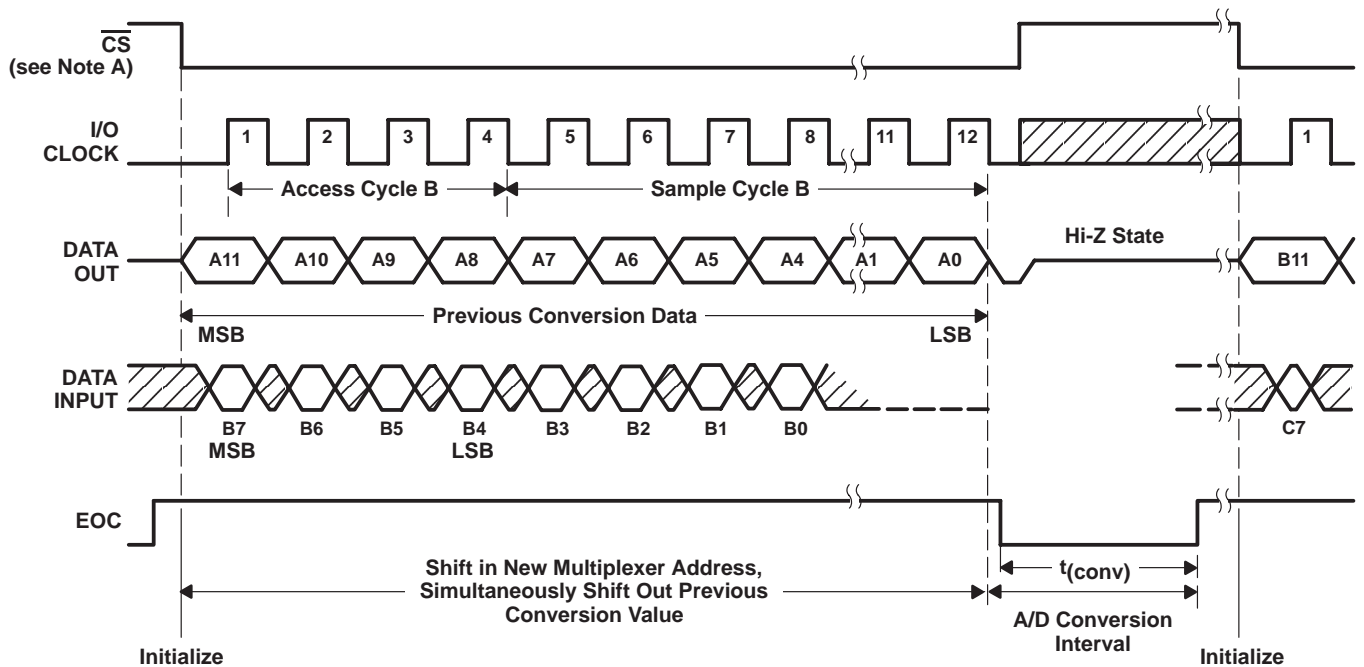 CS
(see Note A)
I/O
CLOCK
1 2 3 4 5 6 7 8 11 12 1
Access Cycle B Sample Cycle B
DATA
OUT
A11 A10 A9 A8 A7 A6 A5 A4 A1 A0 Hi-Z State B11
Previous Conversion Data
MSB LSB
DATA
INPUT
B7 B6 B5 B4 B3 B2 B1 B0 C7
MSB LSB
EOC
Shift in New Multiplexer Address,
Simultaneously Shift Out Previous
Conversion Value
t(conv)
A/D Conversion
Interval
Initialize Initialize